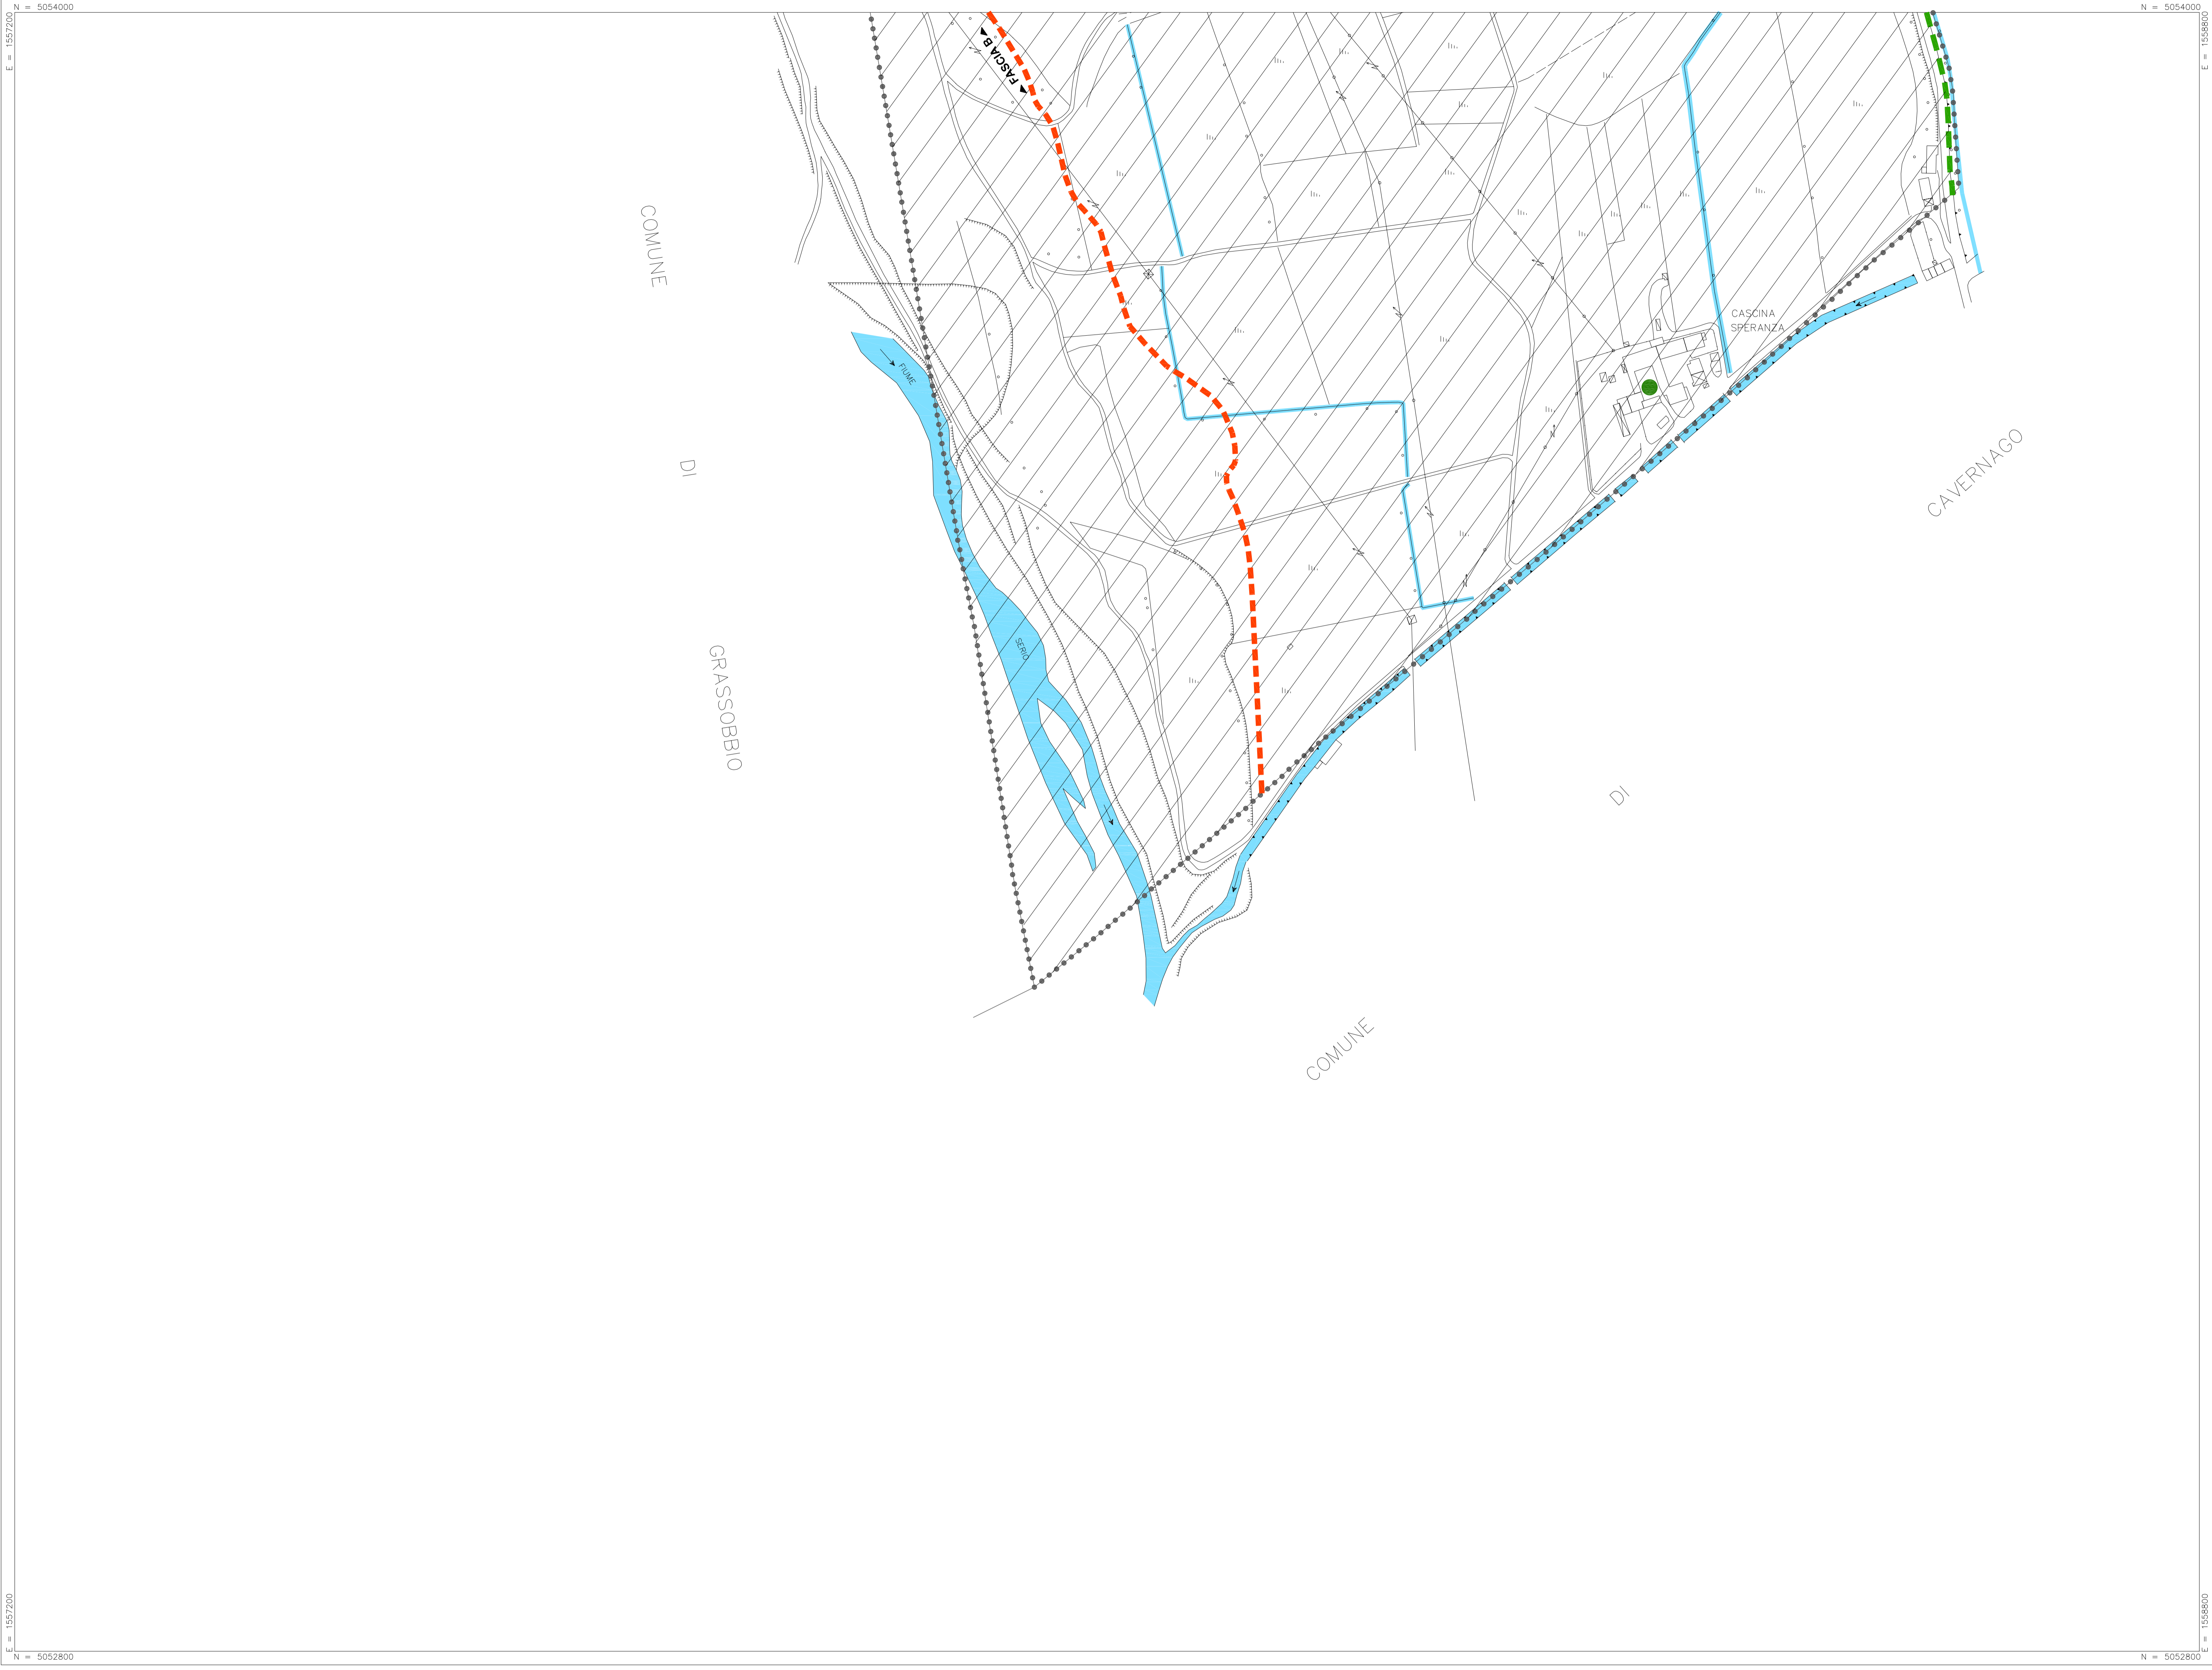 N = 5054000
N = 5054000
E = 1557200
E = 1558800
FASCIA B
COMUNE
DI
GRASSOBBIO
FIUME
SERIO
CASCINA
SPERANZA
CAVERNAGO
DI
COMUNE
E = 1557200
E = 1558800
N = 5052800
N = 5052800